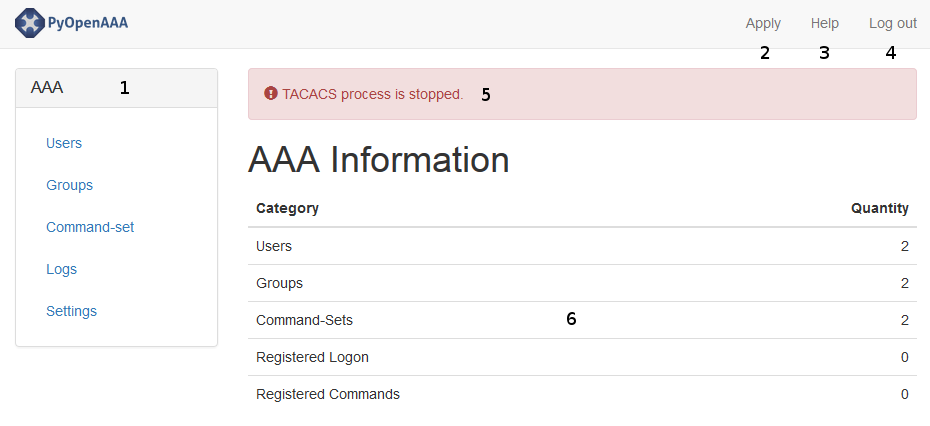 PyOpenAAA Apply Help Log out
2 3 4
AAA 1
TACACS process is stopped. 5
Users
Groups
Command-set
Logs
Settings
AAA Information
Category Quantity
Users 2
Groups 2
Command-Sets 6 2
Registered Logon 0
Registered Commands 0